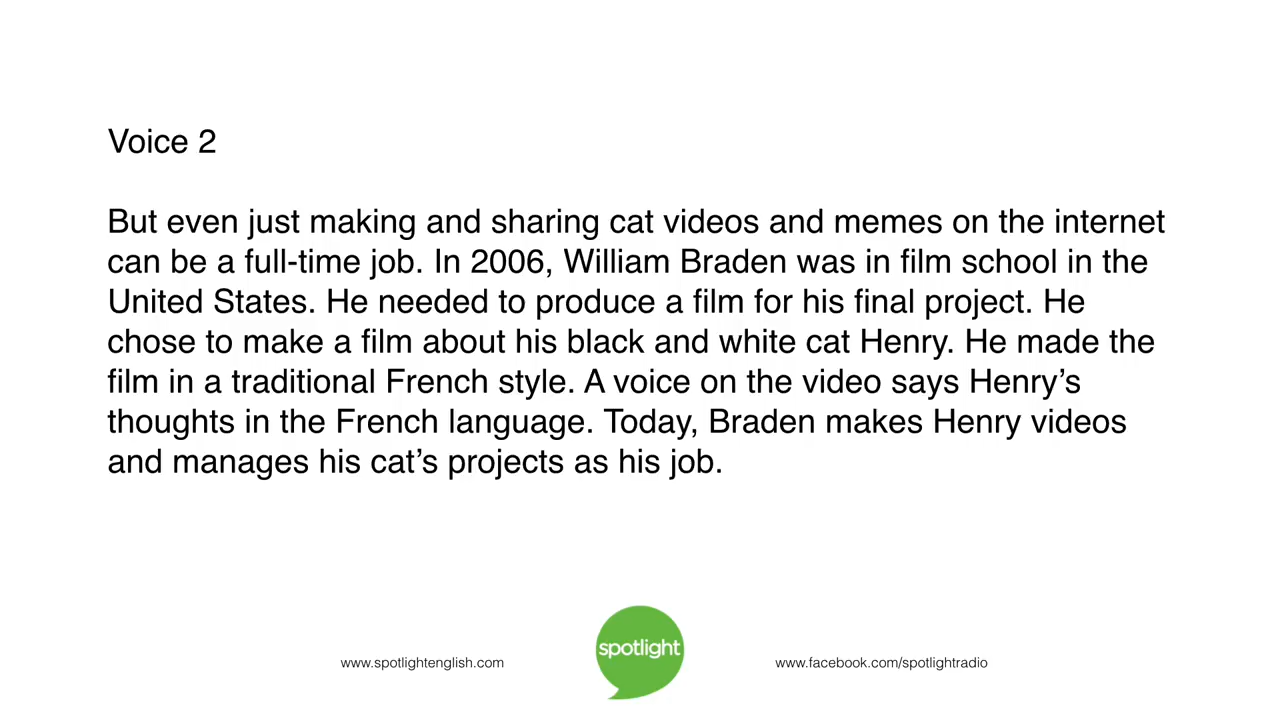 Voice 2
But even just making and sharing cat videos and memes on the internet
can be a full-time job. In 2006, William Braden was in film school in the
United States. He needed to produce a film for his final project. He
chose to make a film about his black and white cat Henry. He made the
film in a traditional French style. A voice on the video says Henry’s
thoughts in the French language. Today, Braden makes Henry videos
and manages his cat’s projects as his job.
www.spotlightenglish.com
spotlight
www.facebook.com/spotlightradio